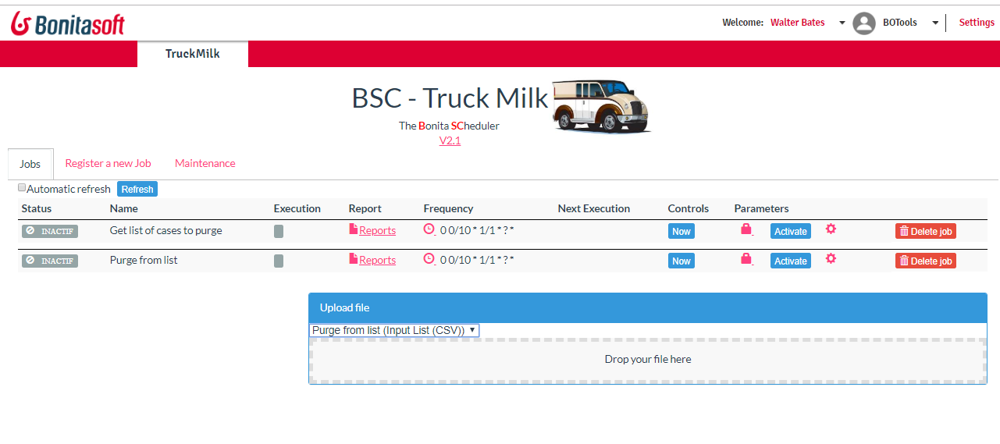 Bonitasoft
Welcome: Walter Bates BOTools Settings
TruckMilk
BSC - Truck Milk
The Bonita SCheduler
V2.1
Jobs Register a new Job Maintenance
Automatic refresh Refresh
Status Name Execution Report Frequency Next Execution Controls Parameters
INACTIF Get list of cases to purge Reports 0 0/10 * 1/1 * ? * Now Activate Delete job
INACTIF Purge from list Reports 0 0/10 * 1/1 * ? * Now Activate Delete job
Upload file
Purge from list (Input List (CSV))
Drop your file here